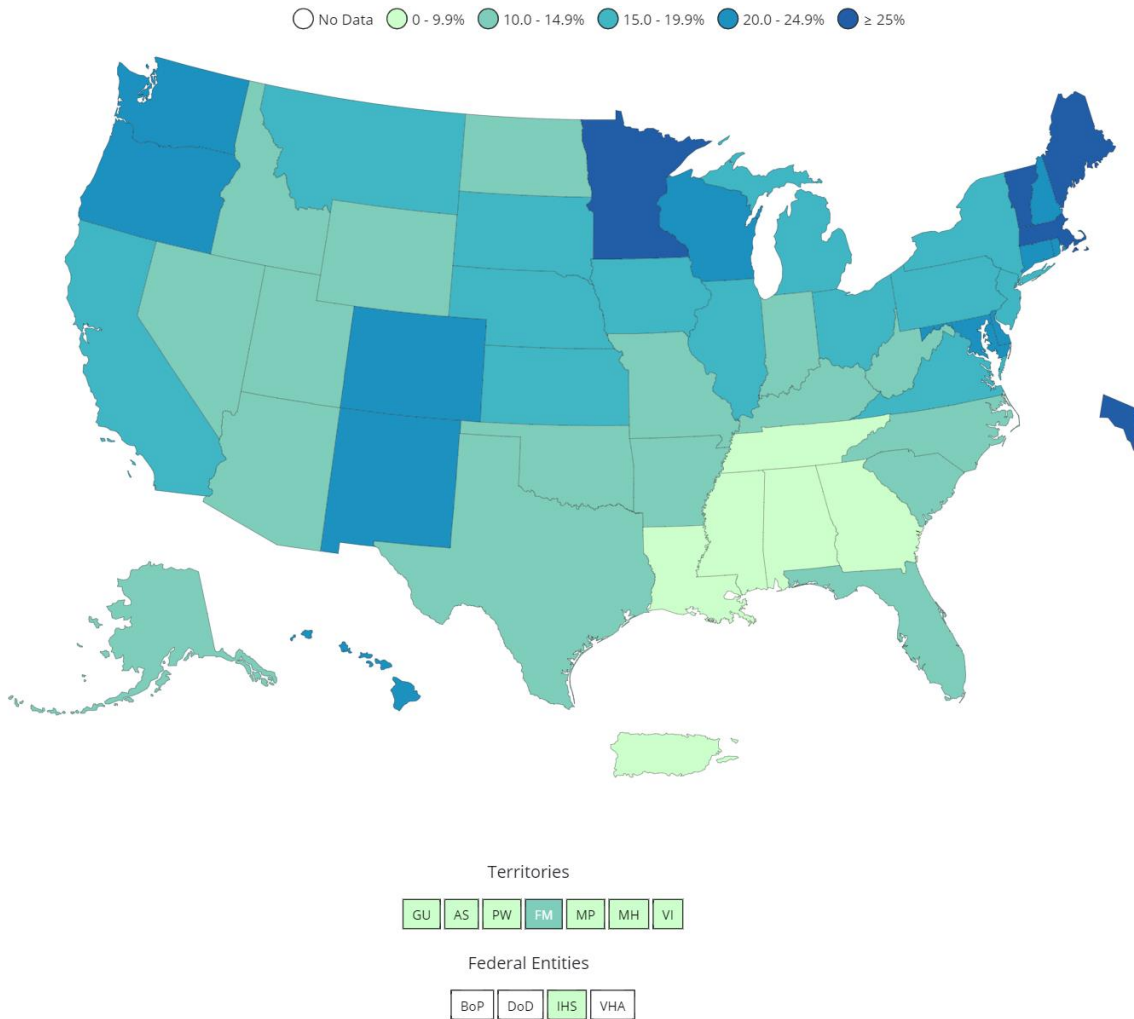 No Data 0 - 9.9% 10.0 - 14.9% 15.0 - 19.9% 20.0 - 24.9% ≥ 25%
Territories
GU AS PW FM MP MH VI
Federal Entities
BoP DoD IHS VHA